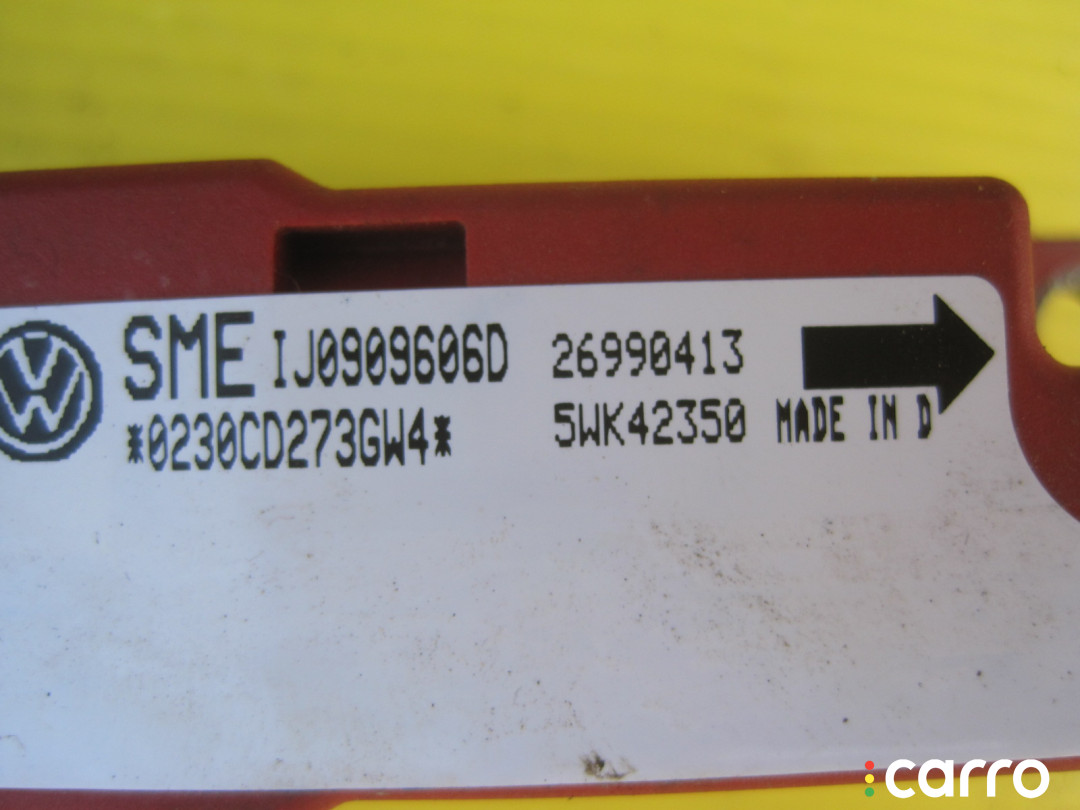 SME IJ0909606D 26990413
*0230CD273GW4* 5WK42350 MADE IN D
carro